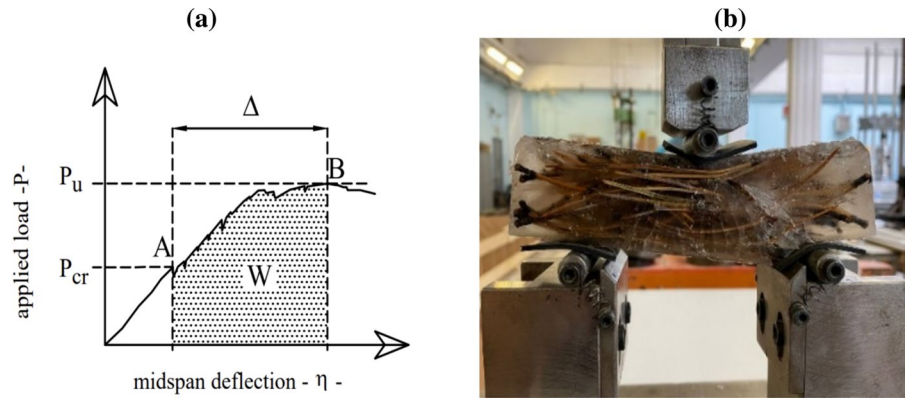 (a)
(b)
Δ
applied load -P-
P_u
B
A
P_cr
W
midspan deflection - η -